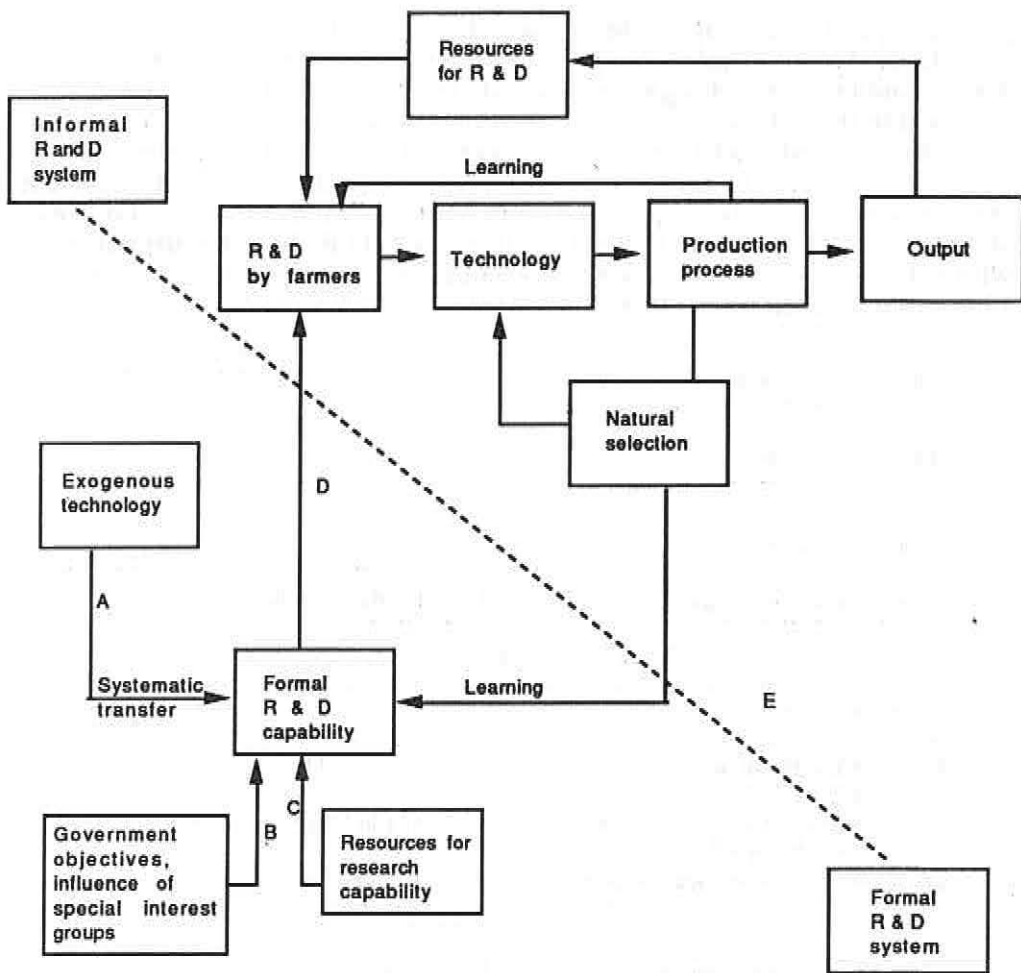 Resources
for R & D
Informal
R and D
system
Learning
R & D
by farmers
Technology
Production
process
Output
Natural
selection
Exogenous
technology
D
A
Systematic
transfer
Formal
R & D
capability
Learning
E
B
C
Government
objectives,
influence of
special interest
groups
Resources for
research
capability
Formal
R & D
system